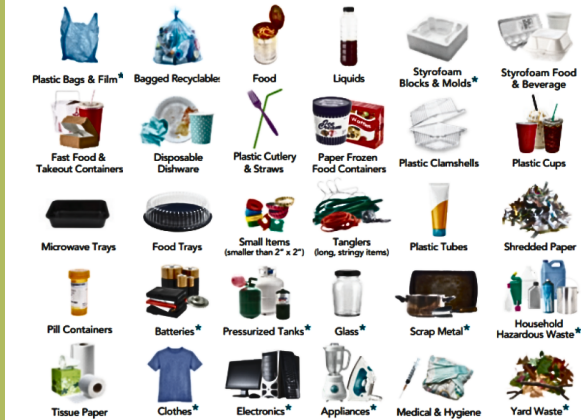 Plastic Bags & Film*
Bagged Recyclables
Food
Liquids
Styrofoam
Blocks & Molds*
Styrofoam Food
& Beverage
Fast Food &
Takeout Containers
Disposable
Dishware
Plastic Cutlery
& Straws
Paper Frozen
Food Containers
Plastic Clamshells
Plastic Cups
Microwave Trays
Food Trays
Small Items
(smaller than 2" x 2")
Tanglers
(long, stringy items)
Plastic Tubes
Shredded Paper
Pill Containers
Batteries*
Pressurized Tanks*
Glass*
Scrap Metal*
Household
Hazardous Waste*
Tissue Paper
Clothes*
Electronics*
Appliances*
Medical & Hygiene
Yard Waste*